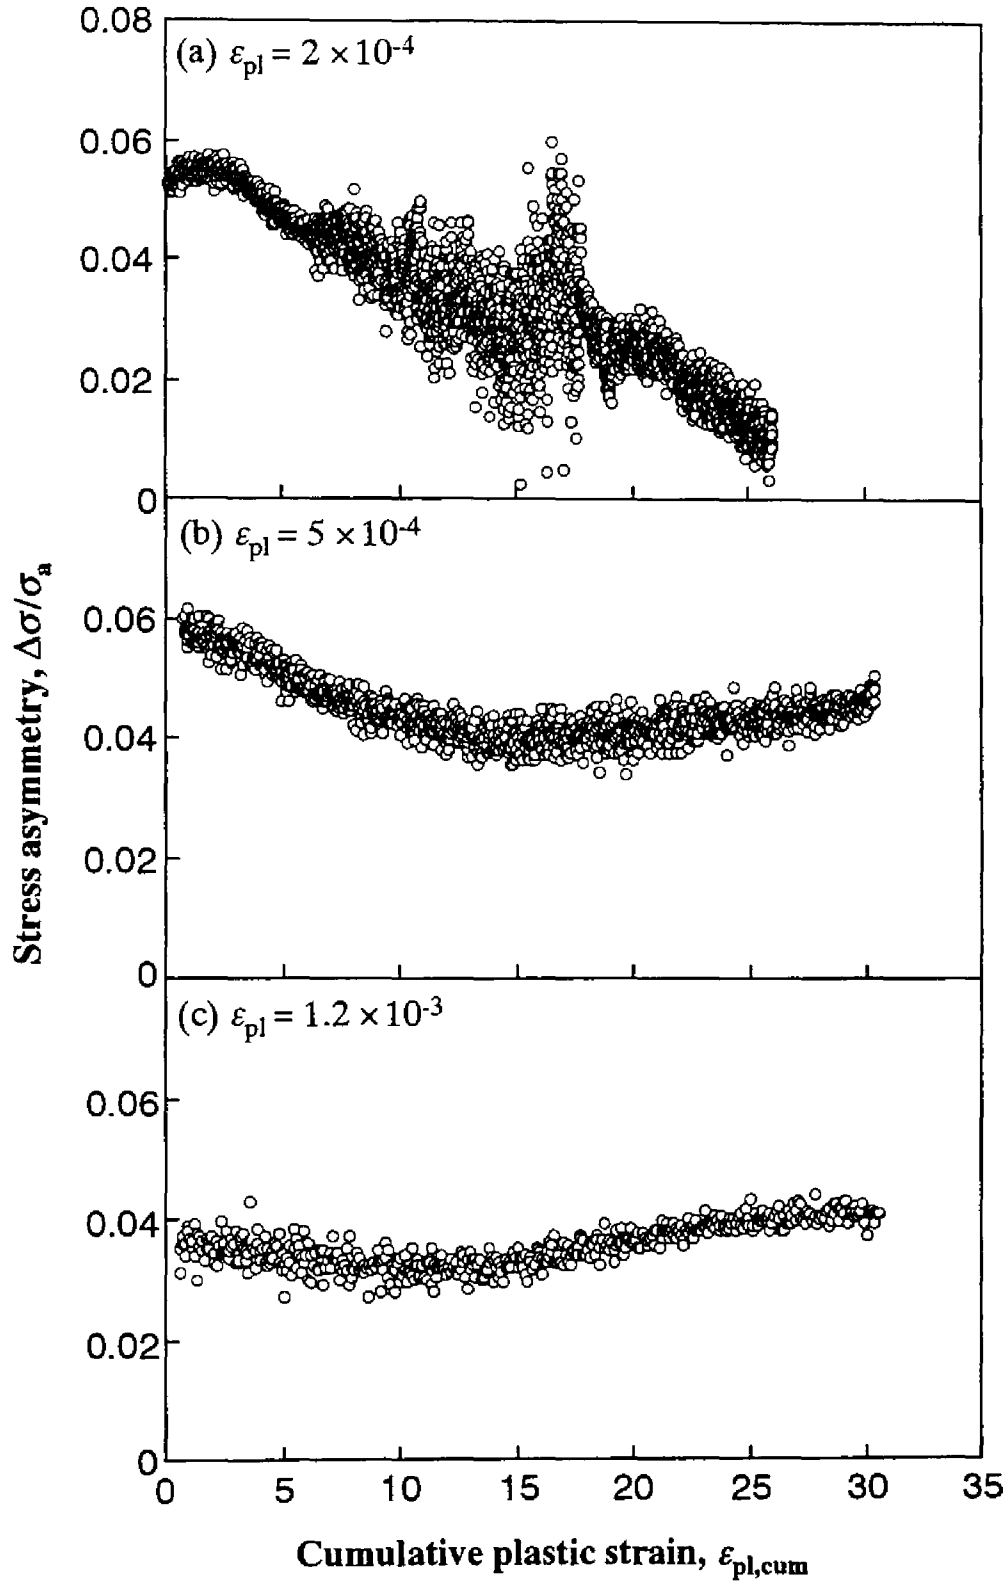 0.08
(a) εpl = 2 × 10-4
0.06
0.04
0.02
0
(b) εpl = 5 × 10-4
0.06
0.04
0.02
0
(c) εpl = 1.2 × 10-3
0.06
0.04
0.02
0
0 5 10 15 20 25 30 35
Stress asymmetry, Δσ/σa
Cumulative plastic strain, εpl,cum